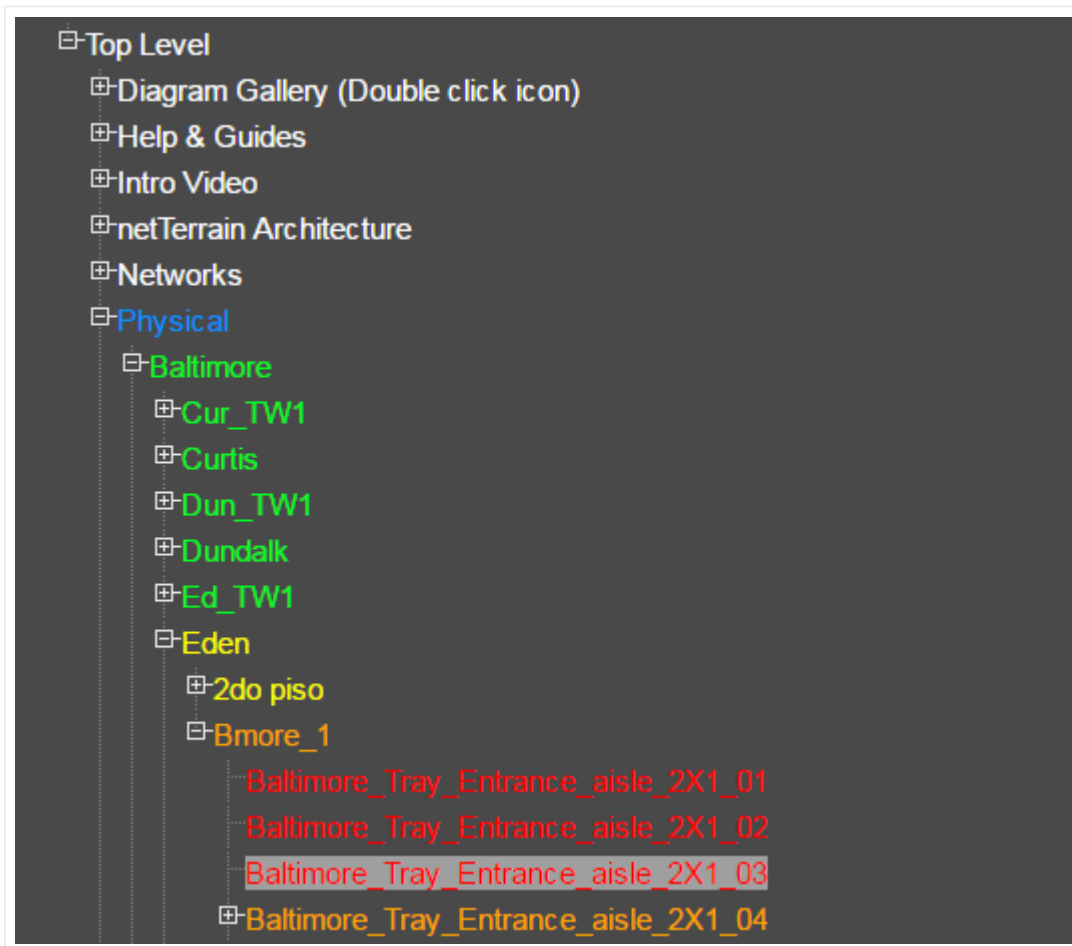 Top Level
Diagram Gallery (Double click icon)
Help & Guides
Intro Video
netTerrain Architecture
Networks
Physical
Baltimore
Cur_TW1
Curtis
Dun_TW1
Dundalk
Ed_TW1
Eden
2do piso
Bmore_1
Baltimore_Tray_Entrance_aisle_2X1_01
Baltimore_Tray_Entrance_aisle_2X1_02
Baltimore_Tray_Entrance_aisle_2X1_03
Baltimore_Tray_Entrance_aisle_2X1_04